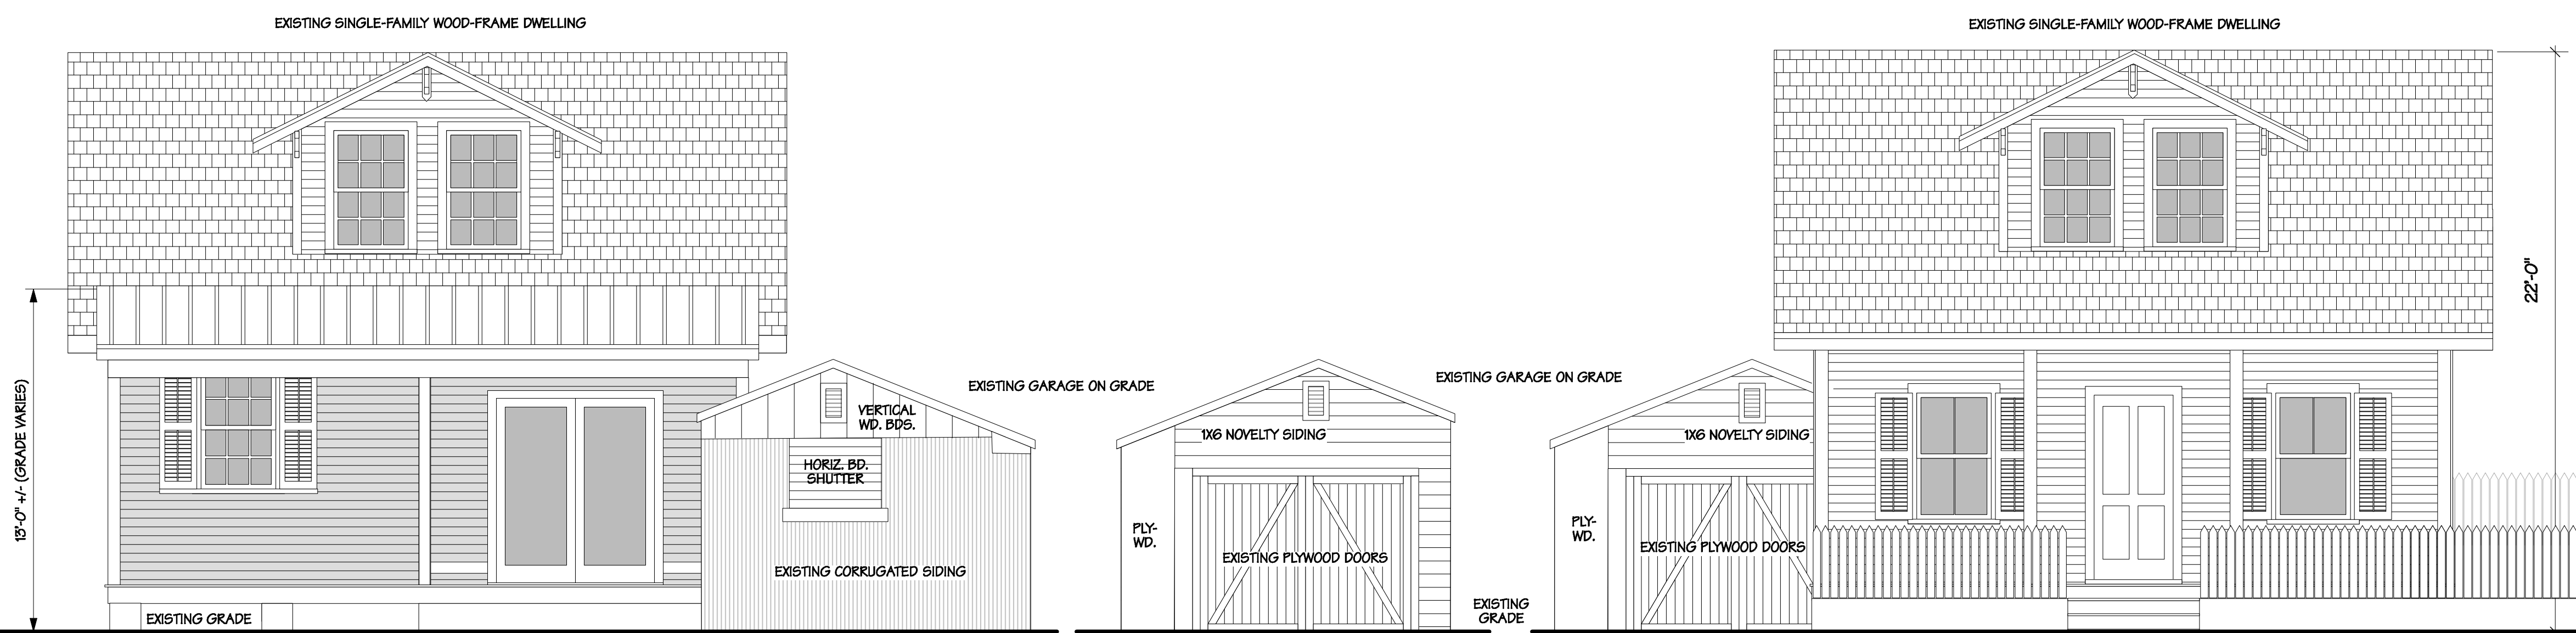 EXISTING SINGLE-FAMILY WOOD-FRAME DWELLING
13'-0" +/- (GRADE VARIES)
EXISTING GRADE
VERTICAL
WD. BDS.
HORIZ. BD.
SHUTTER
EXISTING CORRUGATED SIDING
EXISTING GARAGE ON GRADE
1X6 NOVELTY SIDING
PLY-
WD.
EXISTING PLYWOOD DOORS
EXISTING GARAGE ON GRADE
EXISTING
GRADE
1X6 NOVELTY SIDING
PLY-
WD.
EXISTING PLYWOOD DOORS
EXISTING SINGLE-FAMILY WOOD-FRAME DWELLING
22'-0"